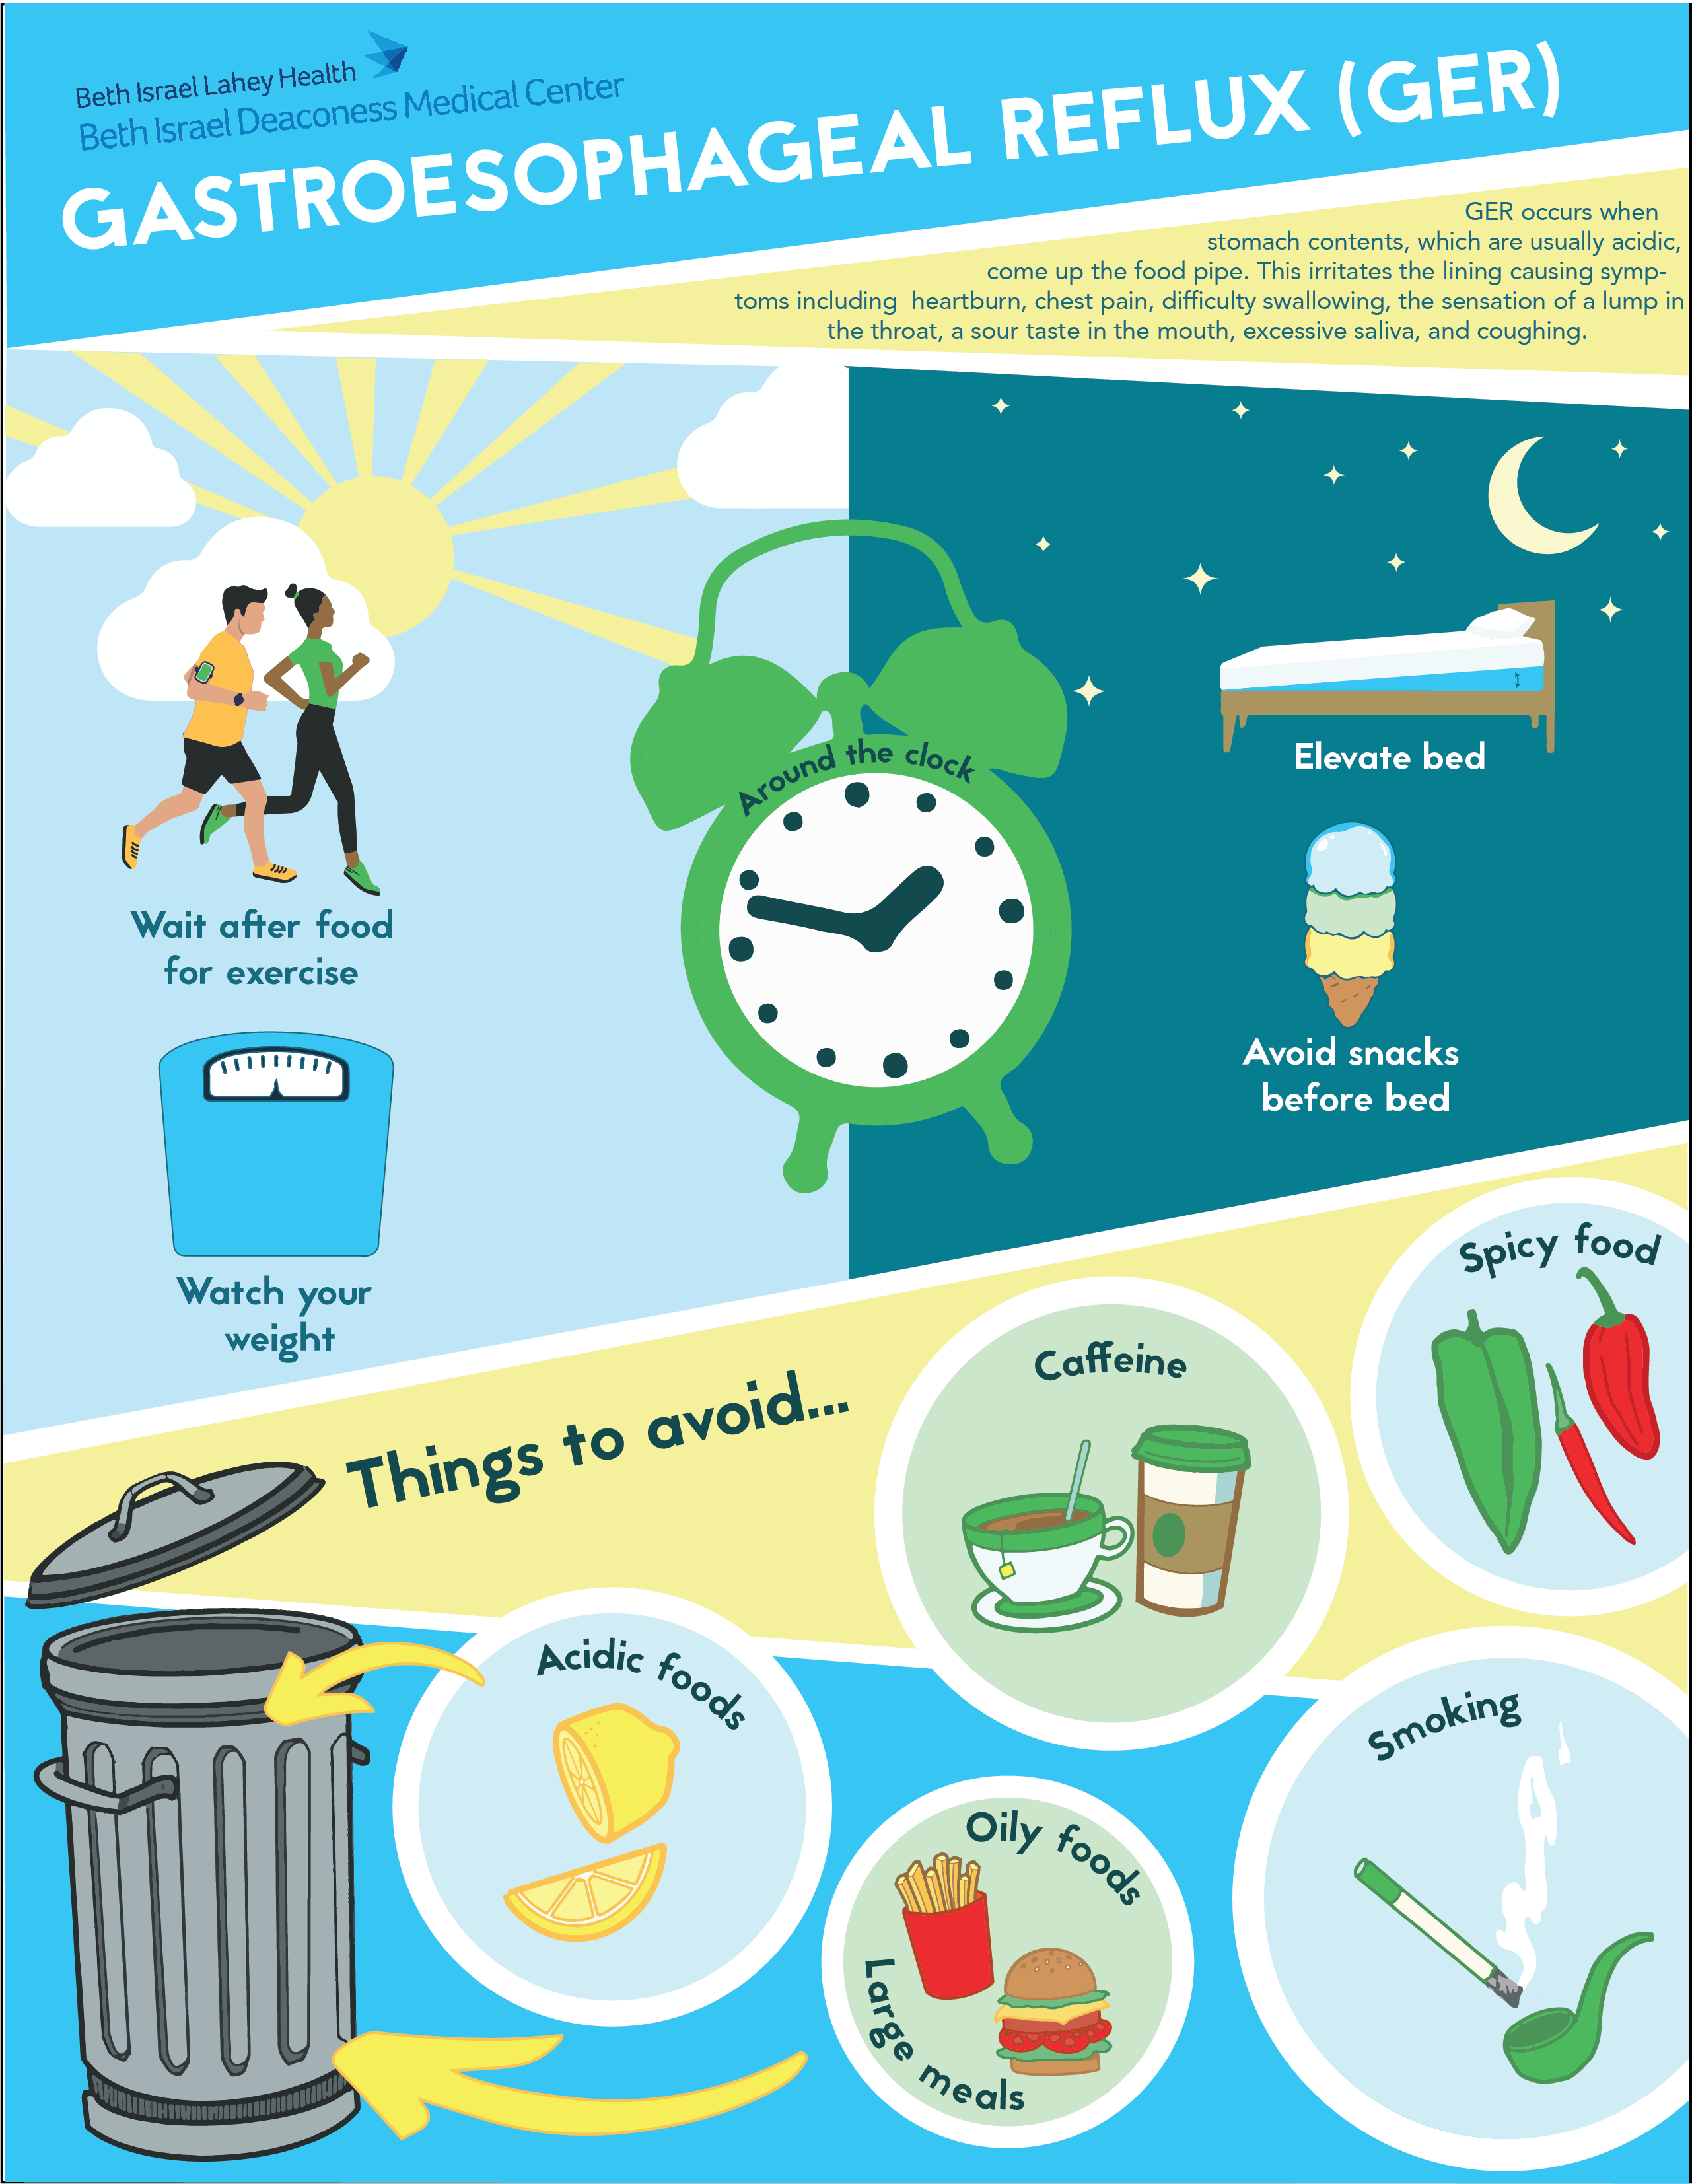 Beth Israel Lahey Health
Beth Israel Deaconess Medical Center
GASTROESOPHAGEAL REFLUX (GER)
GER occurs when
stomach contents, which are usually acidic,
come up the food pipe. This irritates the lining causing symp-
toms including heartburn, chest pain, difficulty swallowing, the sensation of a lump in
the throat, a sour taste in the mouth, excessive saliva, and coughing.
Around the clock
Wait after food
for exercise
Watch your
weight
Elevate bed
Avoid snacks
before bed
Things to avoid...
Caffeine
Spicy food
Acidic foods
Oily foods
Large meals
Smoking